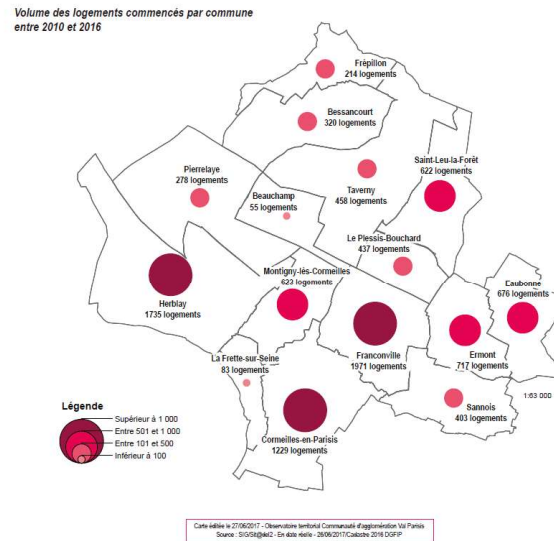 Volume des logements commencés par commune
entre 2010 et 2016
Frépillon
214 logements
Bessancourt
320 logements
Saint-Leu-la-Forêt
622 logements
Pierrelaye
278 logements
Taverny
458 logements
Beauchamp
55 logements
Le Plessis-Bouchard
437 logements
Montigny-lès-Cormeilles
623 logements
Eaubonne
676 logements
Herblay
1735 logements
Franconville
1971 logements
Ermont
717 logements
La Frette-sur-Seine
83 logements
1:63 000
Sannois
403 logements
Cormeilles-en-Parisis
1229 logements
Légende
Supérieur à 1 000
Entre 501 et 1 000
Entre 101 et 500
Inférieur à 100
Carte éditée le 27/06/2017 - Observatoire territorial Communauté d'agglomération Val Parisis
Source : SIG/Sit@del2 - En date réelle - 26/06/2017/Cadastre 2016 DGFIP